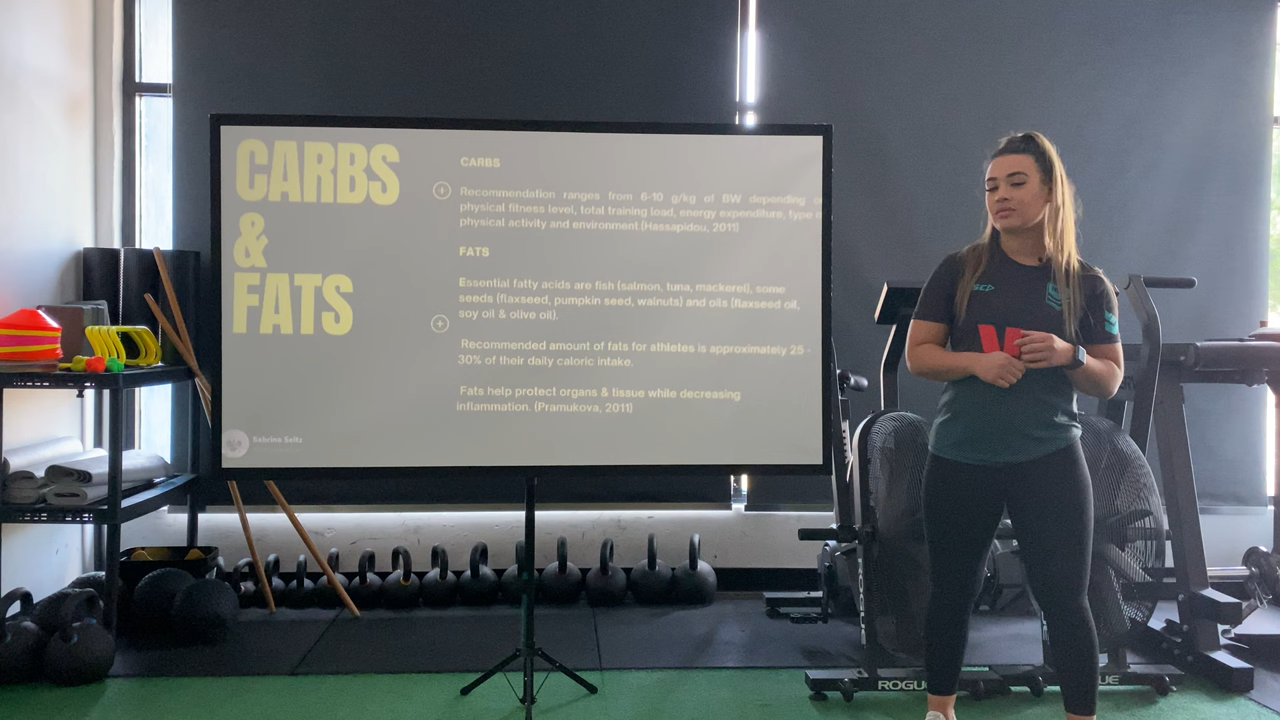 CARBS
&
FATS
CARBS
Recommendation ranges from 6-10 g/kg of BW depending
physical fitness level, total training load, energy expenditure, type
physical activity and environment (Hassapidou, 2011)
FATS
Essential fatty acids are fish (salmon, tuna, mackerel), some
seeds (flaxseed, pumpkin seed, walnuts) and oils (flaxseed oil,
soy oil & olive oil).
Recommended amount of fats for athletes is approximately 25 -
30% of their daily caloric intake.
Fats help protect organs & tissue while decreasing
inflammation. (Pramukova, 2011)
Sabrina Seitz
ROGUE